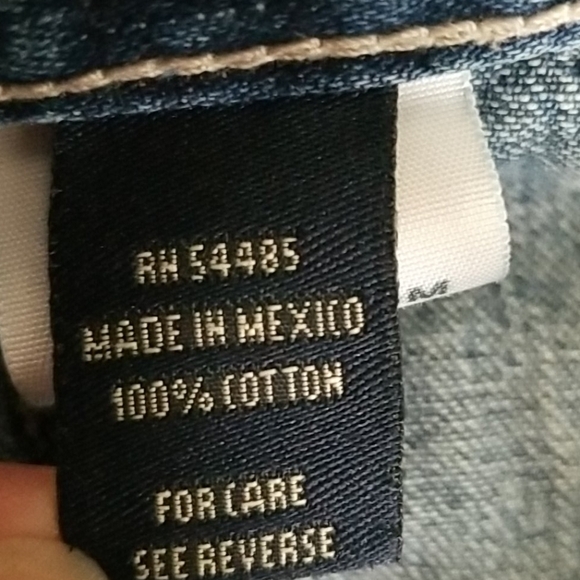 RN 54485
MADE IN MEXICO
100% COTTON
FOR CARE
SEE REVERSE